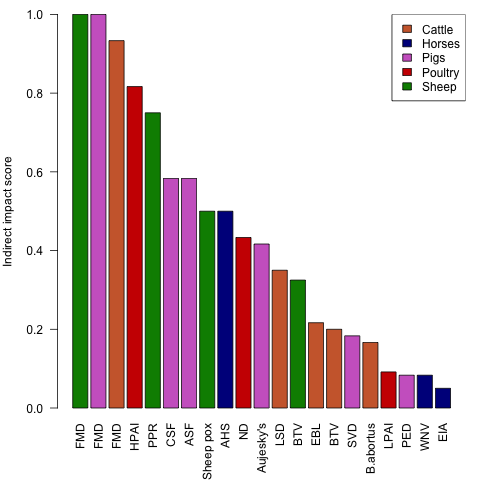 Indirect impact score
1.0
0.8
0.6
0.4
0.2
0.0
Cattle
Horses
Pigs
Poultry
Sheep
FMD
FMD
FMD
HPAI
PPR
CSF
ASF
Sheep pox
AHS
ND
Aujesky's
LSD
BTV
EBL
BTV
SVD
B.abortus
LPAI
PED
WNV
EIA